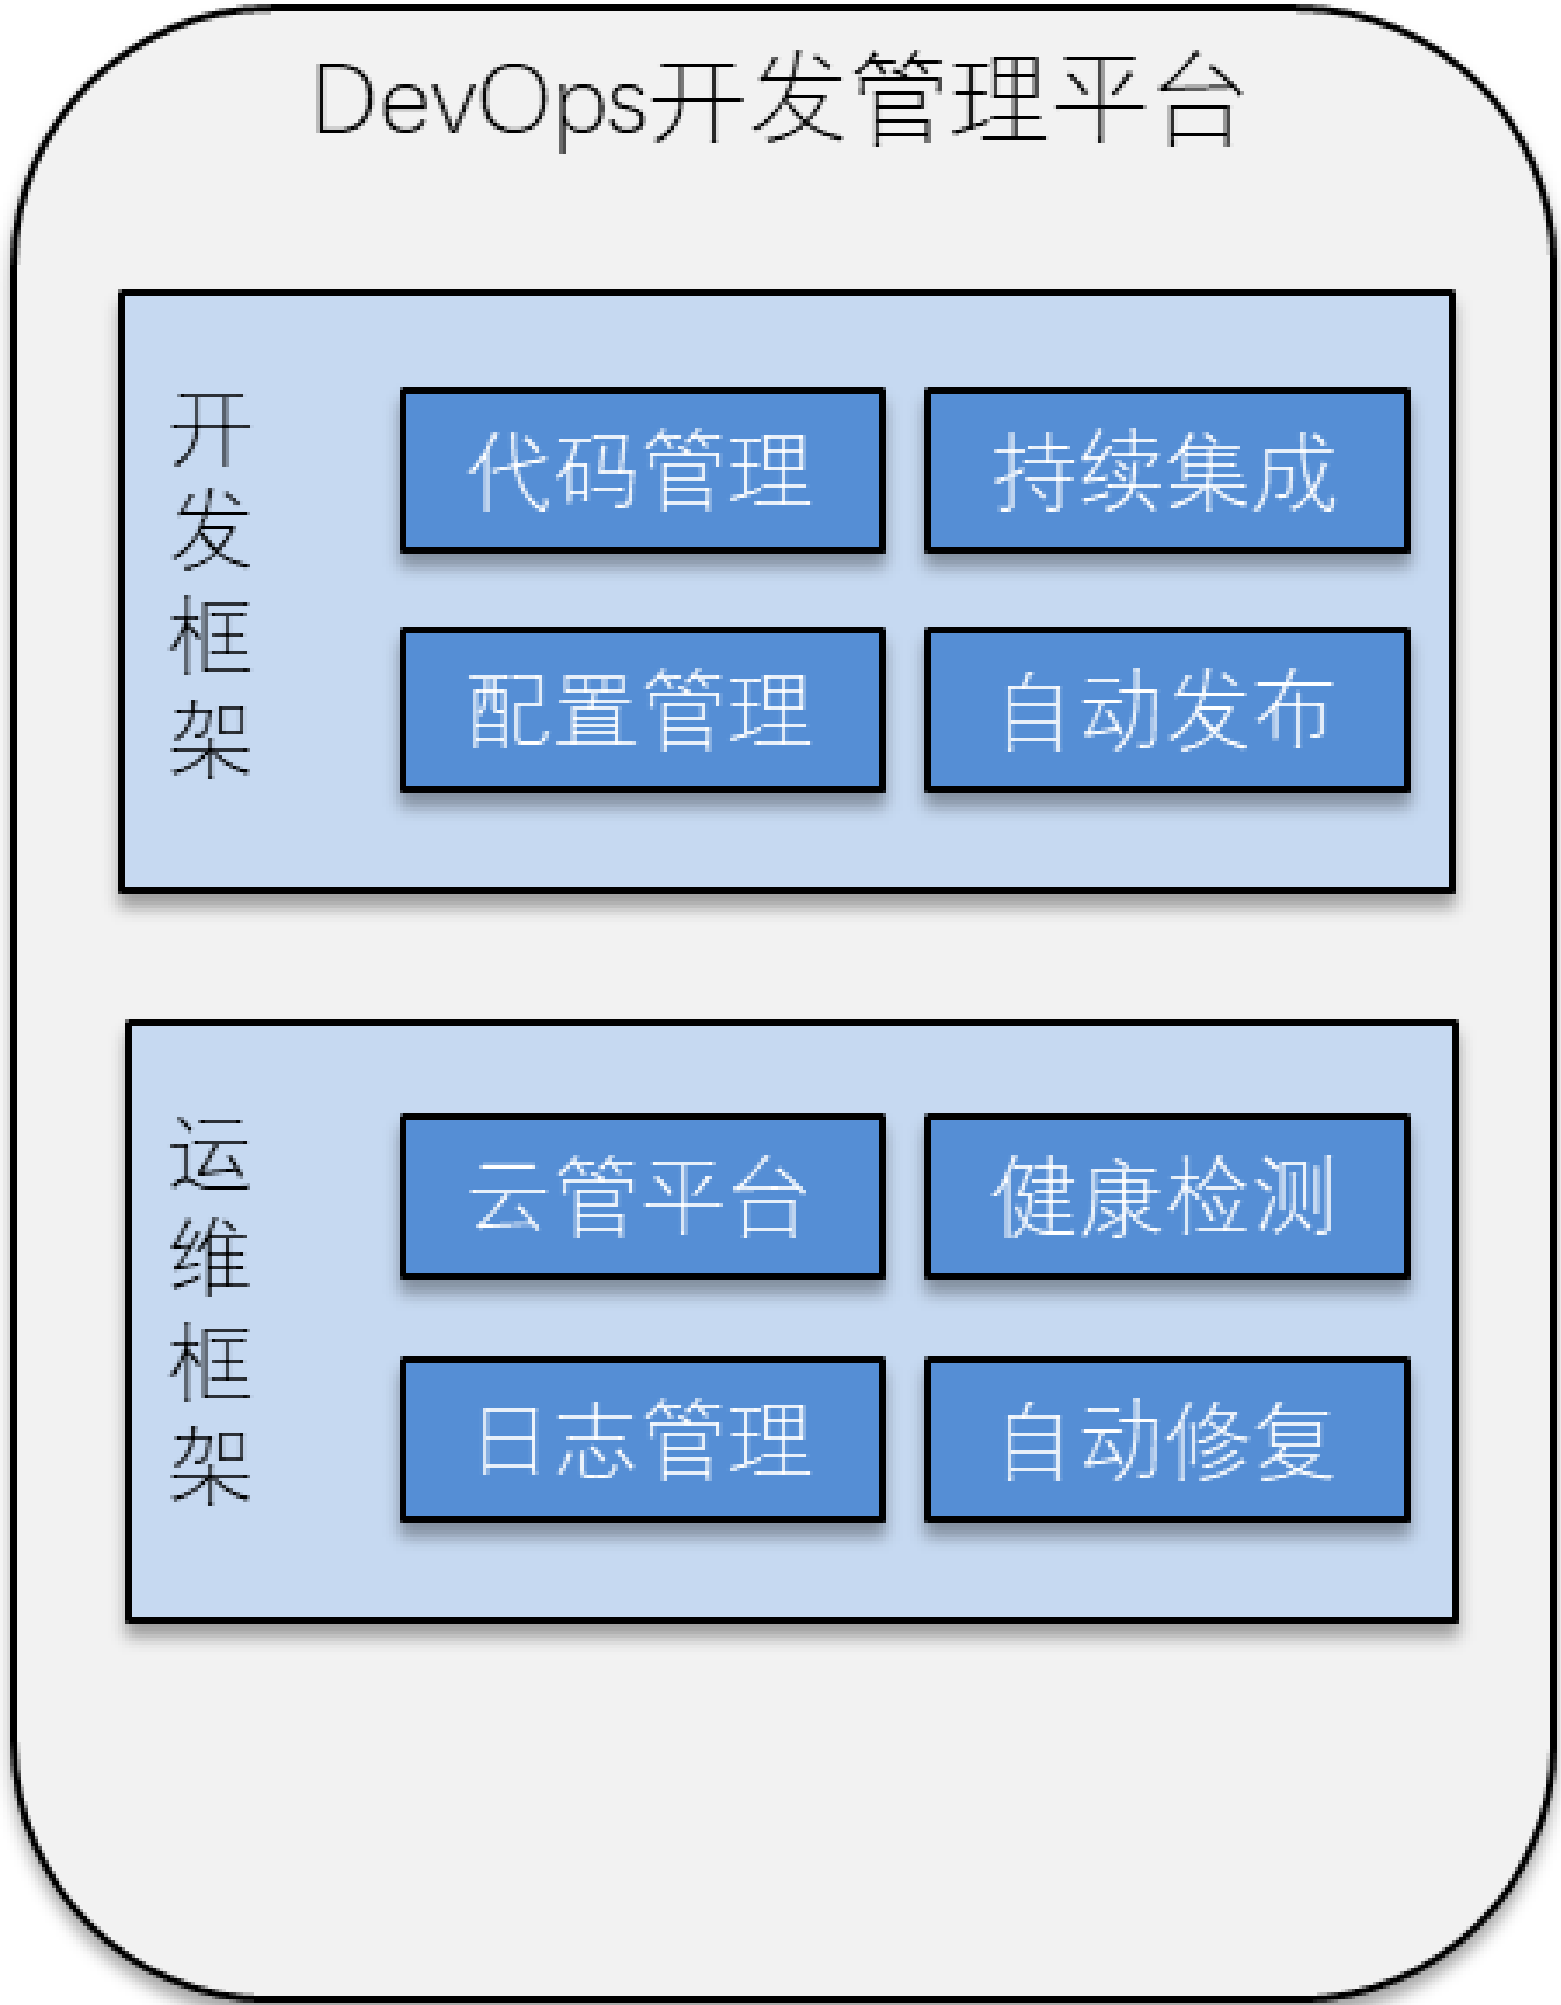 DevOps开发管理平台
开发框架
代码管理
持续集成
配置管理
自动发布
运维框架
云管平台
健康检测
日志管理
自动修复